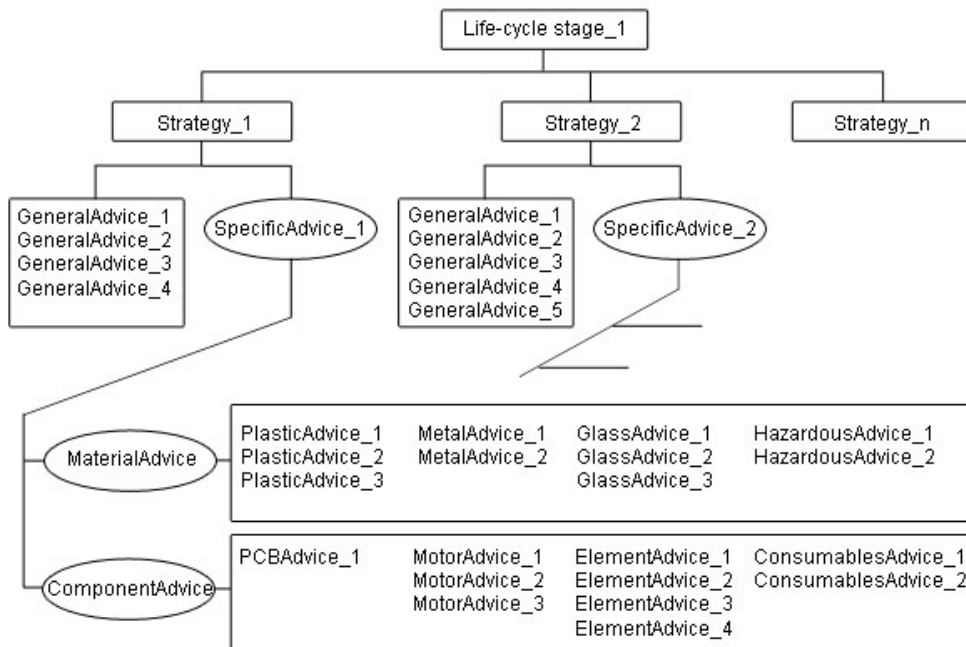 Life-cycle stage_1
Strategy_1
Strategy_2
Strategy_n
GeneralAdvice_1
GeneralAdvice_2
GeneralAdvice_3
GeneralAdvice_4
SpecificAdvice_1
GeneralAdvice_1
GeneralAdvice_2
GeneralAdvice_3
GeneralAdvice_4
GeneralAdvice_5
SpecificAdvice_2
MaterialAdvice
PlasticAdvice_1
PlasticAdvice_2
PlasticAdvice_3
MetalAdvice_1
MetalAdvice_2
GlassAdvice_1
GlassAdvice_2
GlassAdvice_3
HazardousAdvice_1
HazardousAdvice_2
ComponentAdvice
PCBAdvice_1
MotorAdvice_1
MotorAdvice_2
MotorAdvice_3
ElementAdvice_1
ElementAdvice_2
ElementAdvice_3
ElementAdvice_4
ConsumablesAdvice_1
ConsumablesAdvice_2